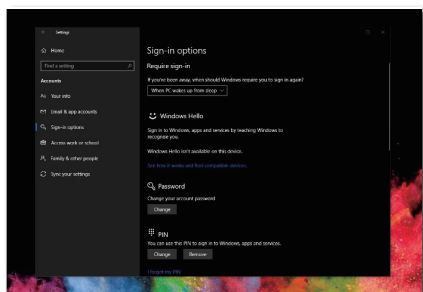 Settings
Home
Find a setting
Accounts
Your info
Email & app accounts
Sign-in options
Access work or school
Family & other people
Sync your settings
Sign-in options
Require sign-in
If you've been away, when should Windows require you to sign in again?
When PC wakes up from sleep
Windows Hello
Sign in to Windows, apps and services by teaching Windows to
recognize you.
Windows Hello isn't available on this device.
See how it works and find compatible devices.
Password
Change your account password
Change
PIN
You can use this PIN to sign in to Windows, apps, and services.
Change Remove
I forgot my PIN